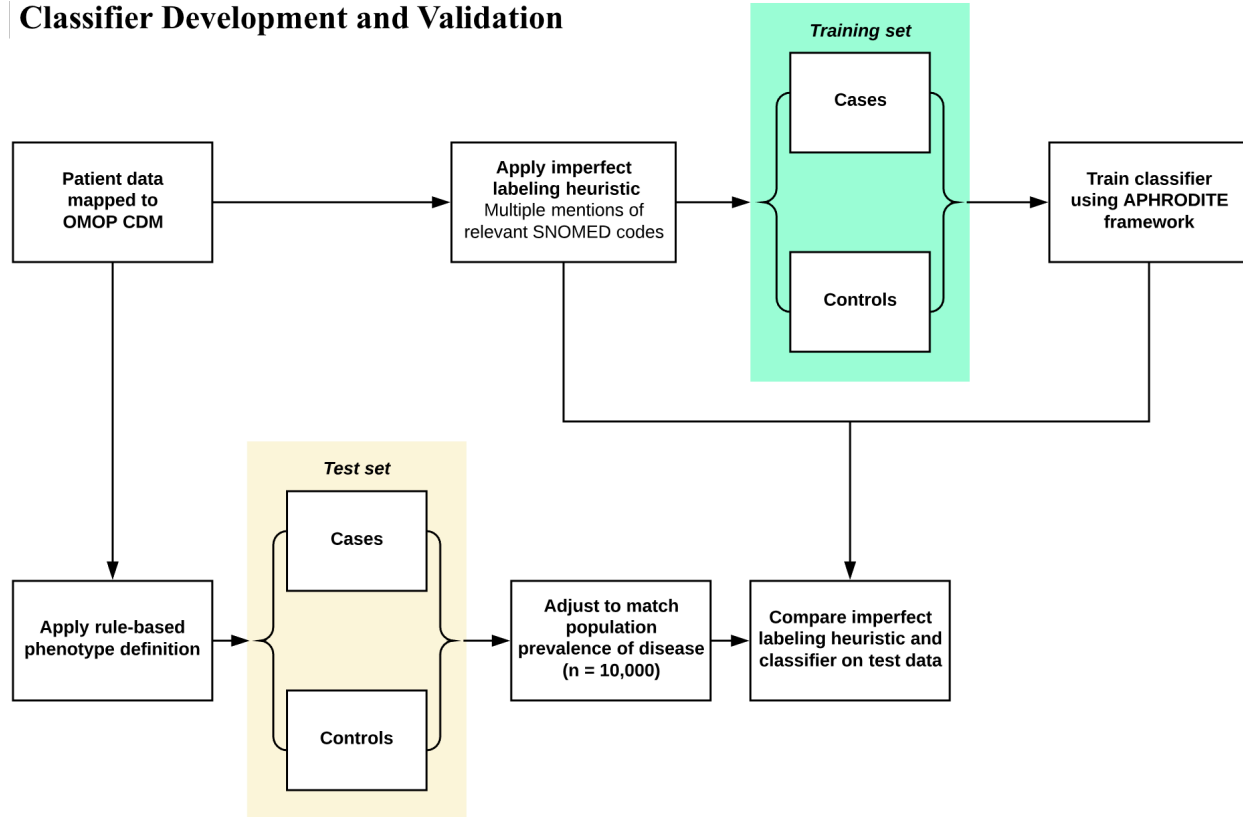 Classifier Development and Validation
Training set
Cases
Controls
Patient data
mapped to
OMOP CDM
Apply imperfect
labeling heuristic
Multiple mentions of
relevant SNOMED codes
Train classifier
using APHRODITE
framework
Test set
Cases
Controls
Apply rule-based
phenotype definition
Adjust to match
population
prevalence of disease
(n = 10,000)
Compare imperfect
labeling heuristic and
classifier on test data